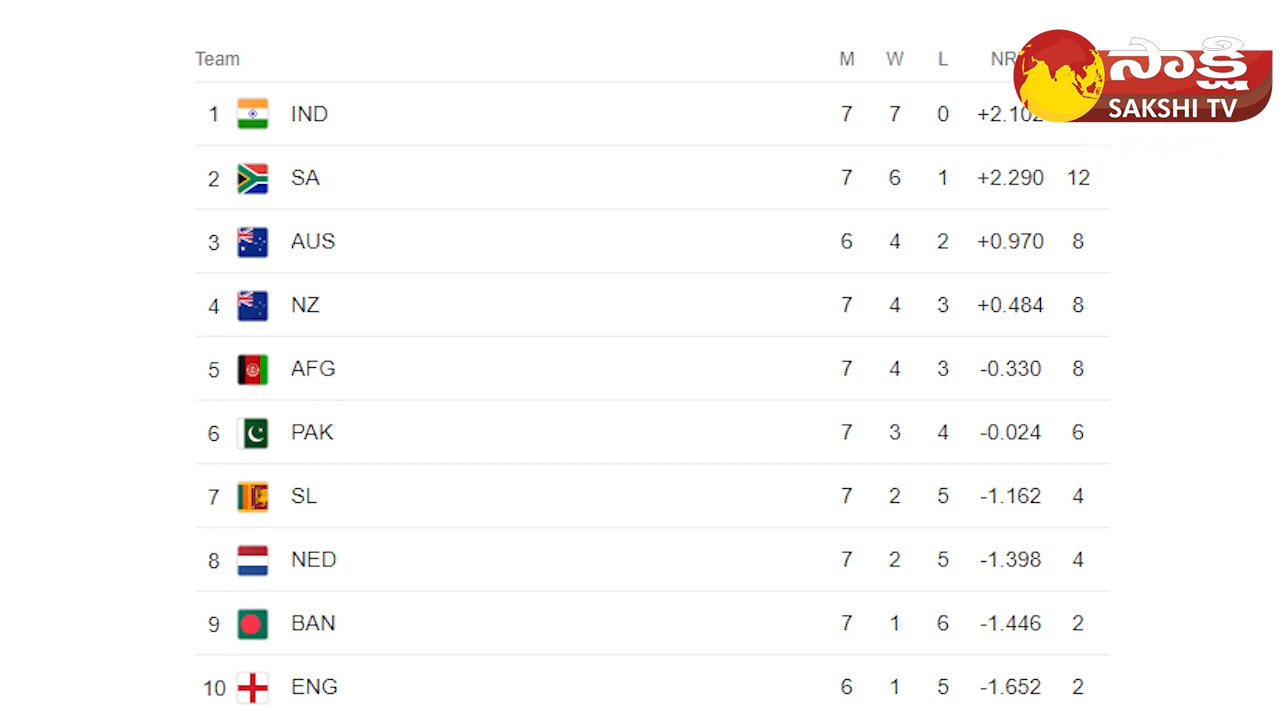 Team M W L NR
సాక్షి
SAKSHI TV
1 IND 7 7 0 +2.102
2 SA 7 6 1 +2.290 12
3 AUS 6 4 2 +0.970 8
4 NZ 7 4 3 +0.484 8
5 AFG 7 4 3 -0.330 8
6 PAK 7 3 4 -0.024 6
7 SL 7 2 5 -1.162 4
8 NED 7 2 5 -1.398 4
9 BAN 7 1 6 -1.446 2
10 ENG 6 1 5 -1.652 2